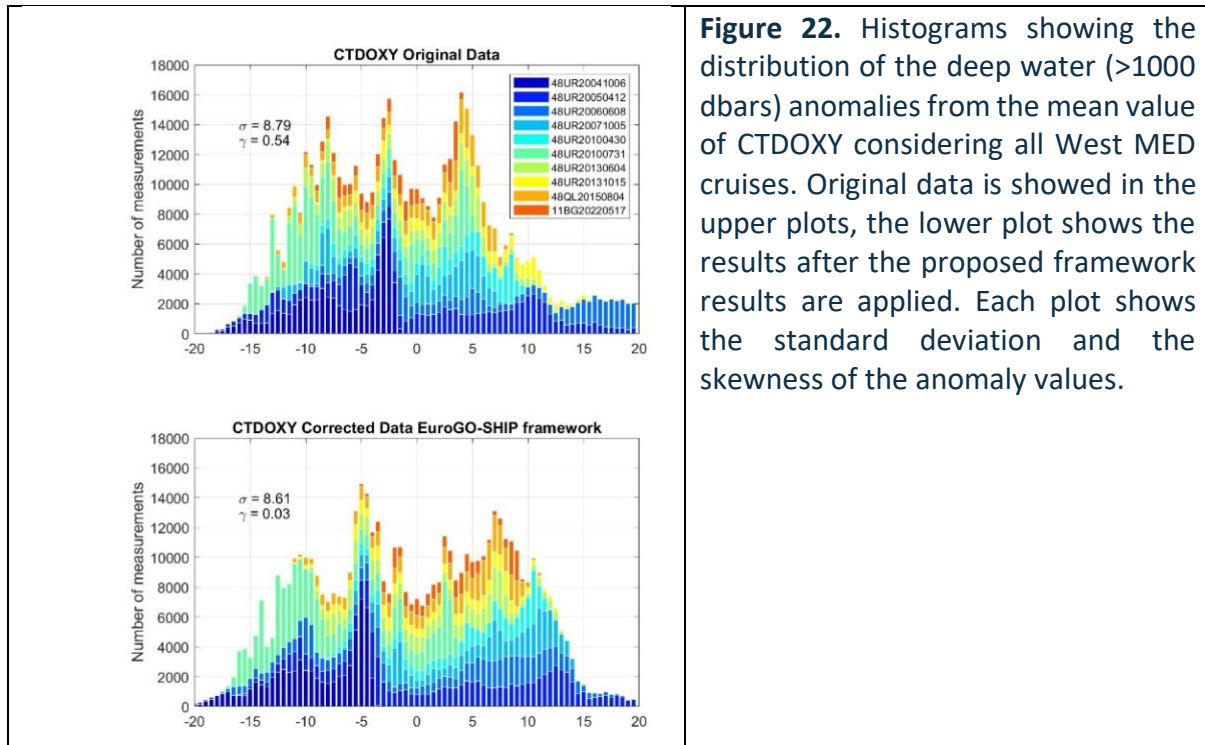 CTDOXY Original Data
18000
16000
14000
12000
10000
8000
6000
4000
2000
0
Number of measurements
σ = 8.79
γ = 0.54
48UR20041006
48UR20050412
48UR20060608
48UR20071005
48UR20100430
48UR20100731
48UR20130604
48UR20131015
48QL20150804
11BG20220517
-20 -15 -10 -5 0 5 10 15 20
CTDOXY Corrected Data EuroGO-SHIP framework
18000
16000
14000
12000
10000
8000
6000
4000
2000
0
Number of measurements
σ = 8.61
γ = 0.03
-20 -15 -10 -5 0 5 10 15 20
Figure 22. Histograms showing the
distribution of the deep water (>1000
dbars) anomalies from the mean value
of CTDOXY considering all West MED
cruises. Original data is showed in the
upper plots, the lower plot shows the
results after the proposed framework
results are applied. Each plot shows
the standard deviation and the
skewness of the anomaly values.